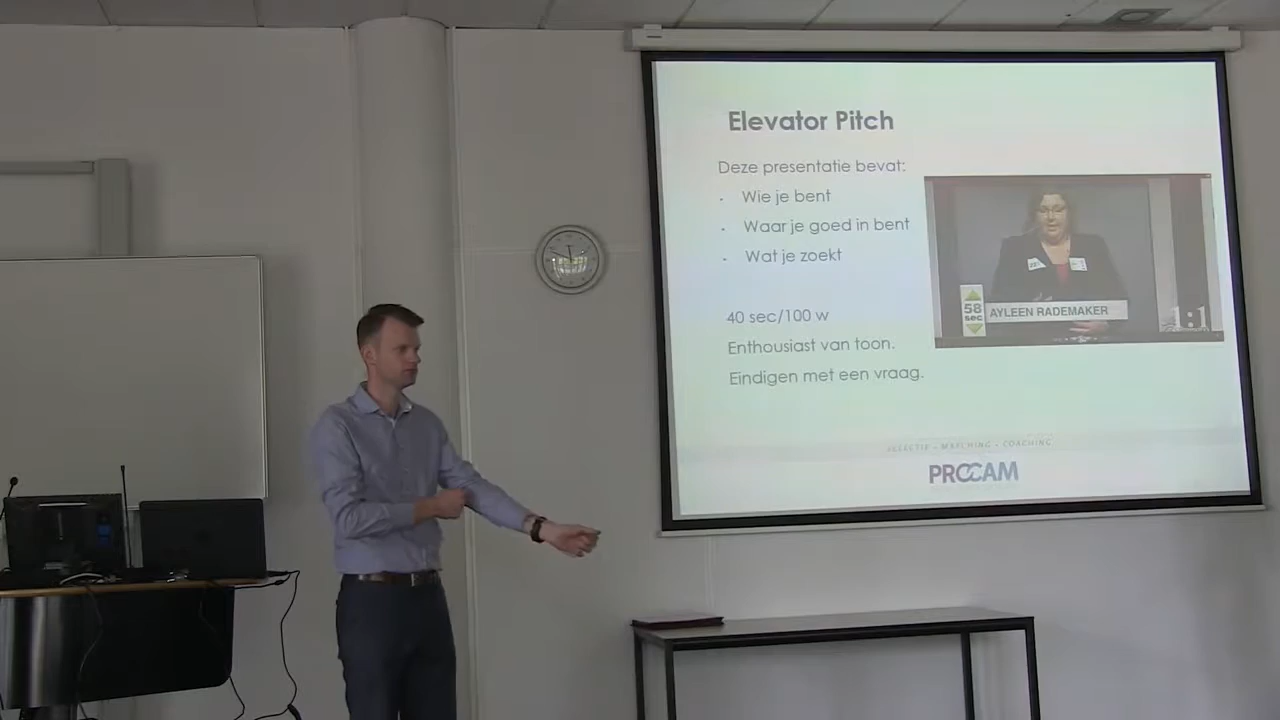 Elevator Pitch
Deze presentatie bevat:
- Wie je bent
- Waar je goed in bent
- Wat je zoekt
40 sec/100 w
Enthousiast van toon.
Eindigen met een vraag.
58
sec
AYLEEN RADEMAKER
1:1
SELECTIE - MATCHING - COACHING
PROCAM